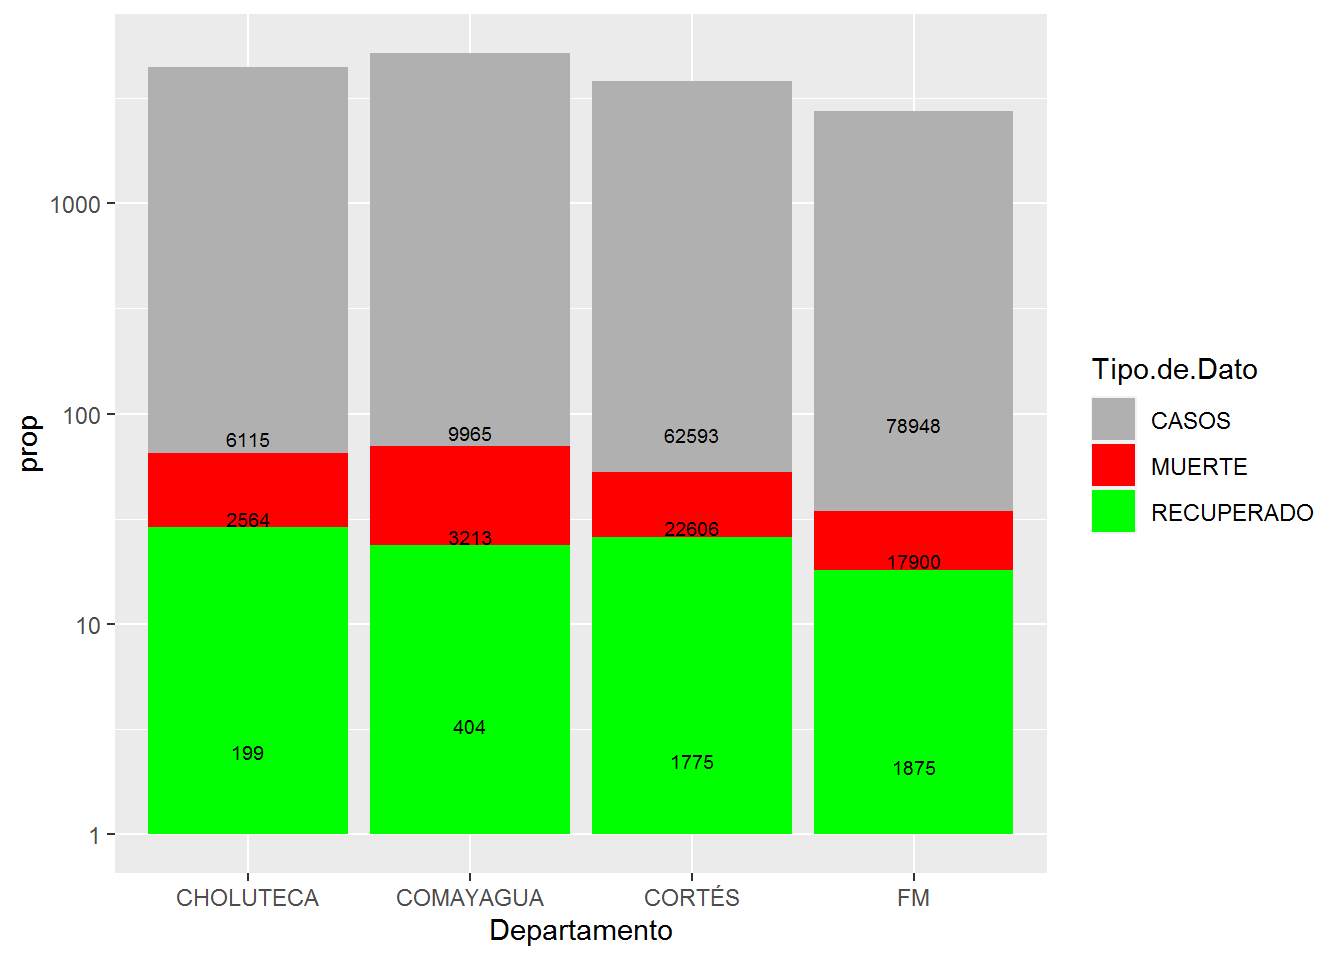 1000
100
10
1
prop
6115
9965
62593
78948
2564
3213
22606
17900
199
404
1775
1875
CHOLUTECA
COMAYAGUA
CORTÉS
FM
Departamento
Tipo.de.Dato
CASOS
MUERTE
RECUPERADO